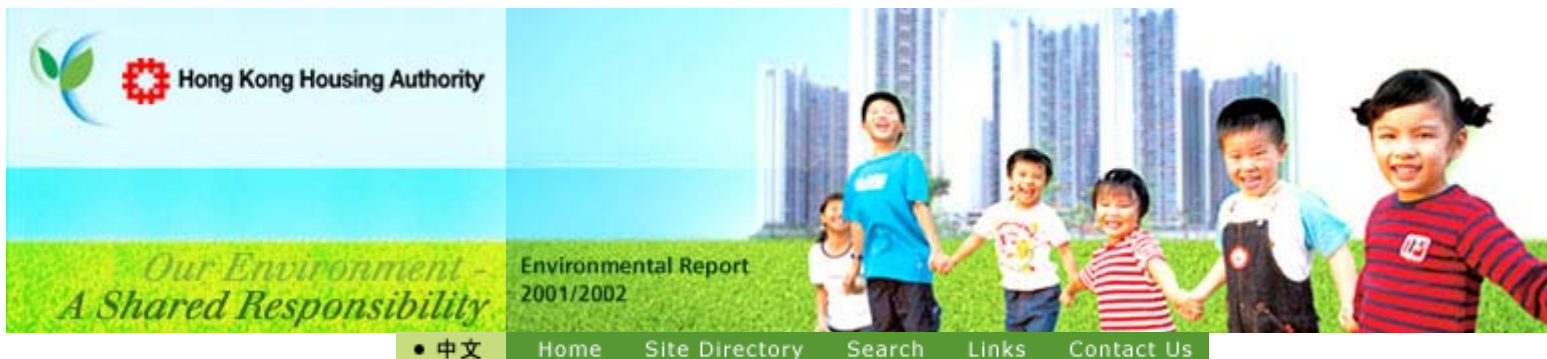 Hong Kong Housing Authority
Our Environment -
A Shared Responsibility
Environmental Report
2001/2002
• 中文 Home Site Directory Search Links Contact Us